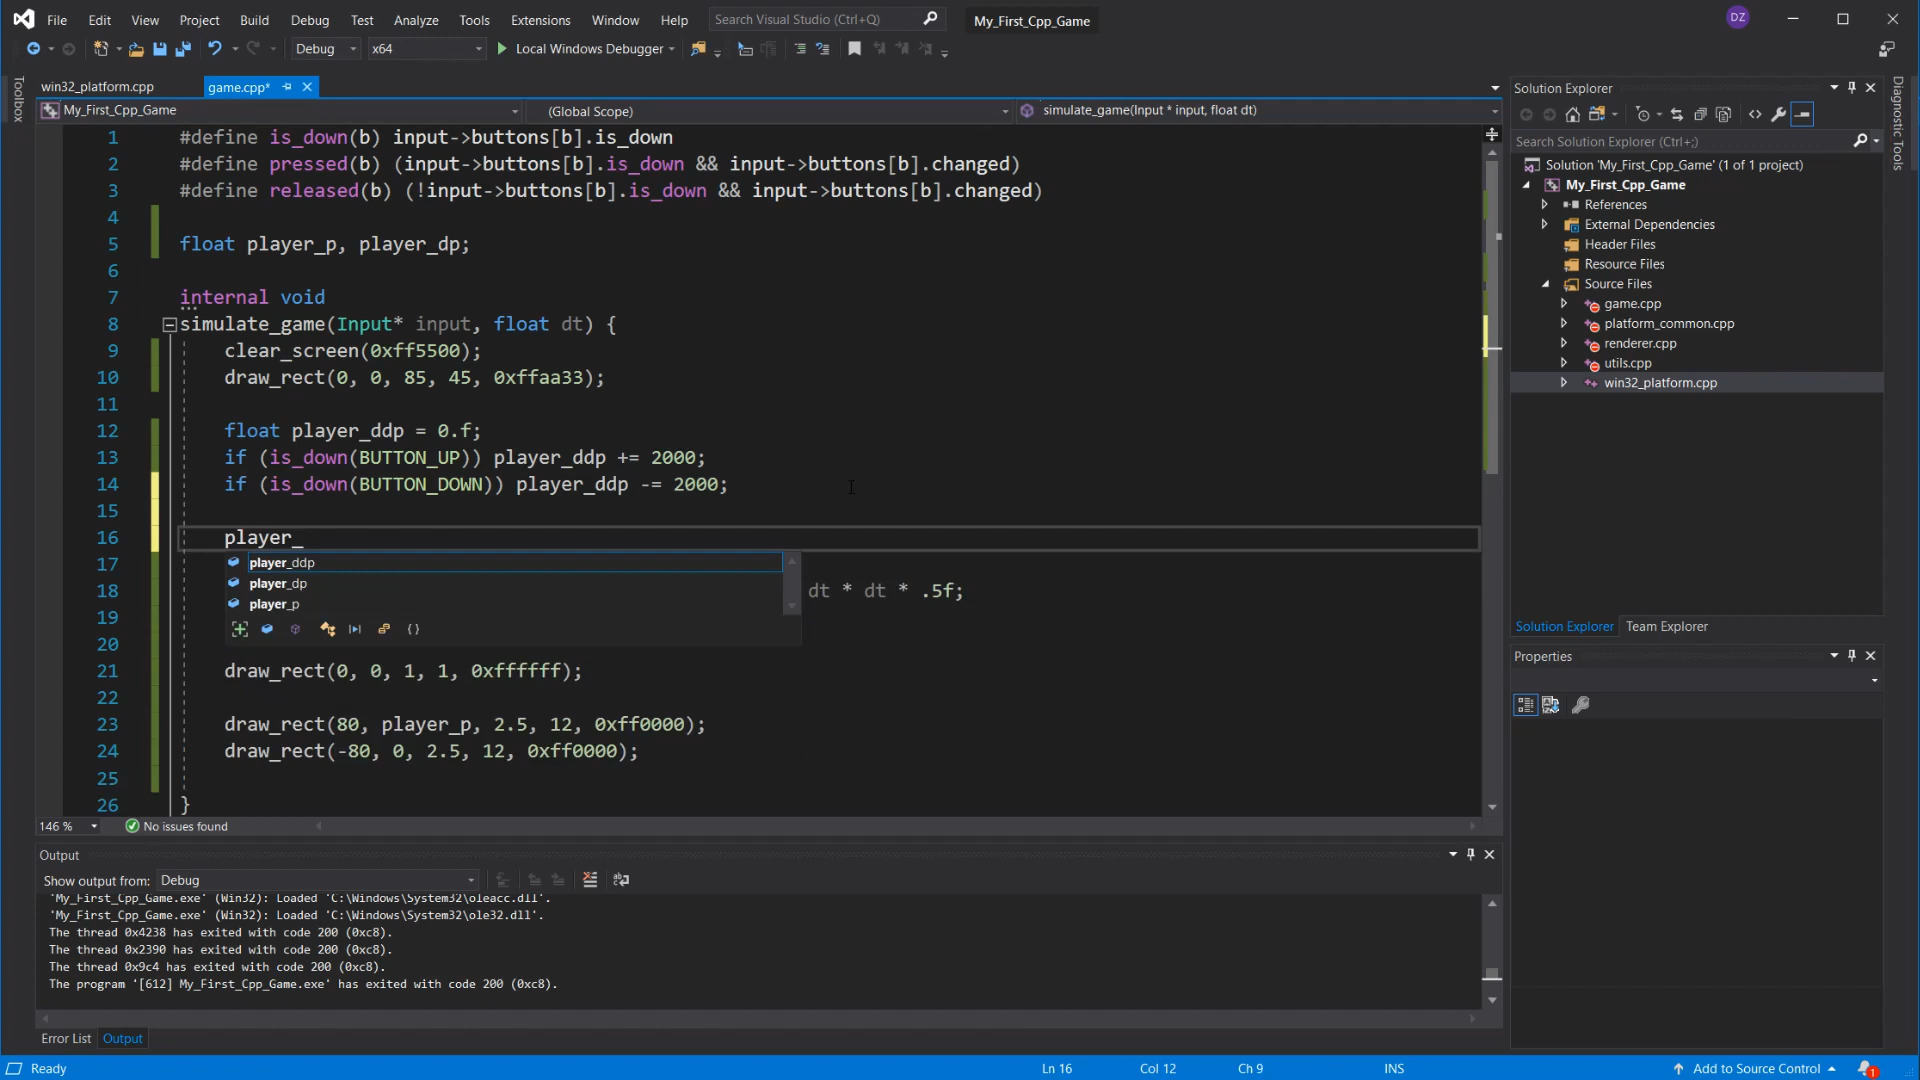 File Edit View Project Build Debug Test Analyze Tools Extensions Window Help Search Visual Studio (Ctrl+Q) My_First_Cpp_Game DZ
Debug x64 Local Windows Debugger
Toolbox
win32_platform.cpp game.cpp*
My_First_Cpp_Game (Global Scope) simulate_game(Input * input, float dt)
1 #define is_down(b) input->buttons[b].is_down
2 #define pressed(b) (input->buttons[b].is_down && input->buttons[b].changed)
3 #define released(b) (!input->buttons[b].is_down && input->buttons[b].changed)
4
5 float player_p, player_dp;
6
7 internal void
8 simulate_game(Input* input, float dt) {
9 clear_screen(0xff5500);
10 draw_rect(0, 0, 85, 45, 0xffaa33);
11
12 float player_ddp = 0.f;
13 if (is_down(BUTTON_UP)) player_ddp += 2000;
14 if (is_down(BUTTON_DOWN)) player_ddp -= 2000;
15
16 player_
17 player_ddp
player_dp
18 dt * dt * .5f;
player_p
19
20
21 draw_rect(0, 0, 1, 1, 0xffffff);
22
23 draw_rect(80, player_p, 2.5, 12, 0xff0000);
24 draw_rect(-80, 0, 2.5, 12, 0xff0000);
25
26 }
146 % No issues found
Output
Show output from: Debug
'My_First_Cpp_Game.exe' (Win32): Loaded 'C:\Windows\System32\oleacc.dll'.
'My_First_Cpp_Game.exe' (Win32): Loaded 'C:\Windows\System32\ole32.dll'.
The thread 0x4238 has exited with code 200 (0xc8).
The thread 0x2390 has exited with code 200 (0xc8).
The thread 0x9c4 has exited with code 200 (0xc8).
The program '[612] My_First_Cpp_Game.exe' has exited with code 200 (0xc8).
Error List Output
Solution Explorer
Search Solution Explorer (Ctrl+;)
Solution 'My_First_Cpp_Game' (1 of 1 project)
My_First_Cpp_Game
References
External Dependencies
Header Files
Resource Files
Source Files
game.cpp
platform_common.cpp
renderer.cpp
utils.cpp
win32_platform.cpp
Solution Explorer Team Explorer
Properties
Diagnostic Tools
Ready Ln 16 Col 12 Ch 9 INS Add to Source Control 1